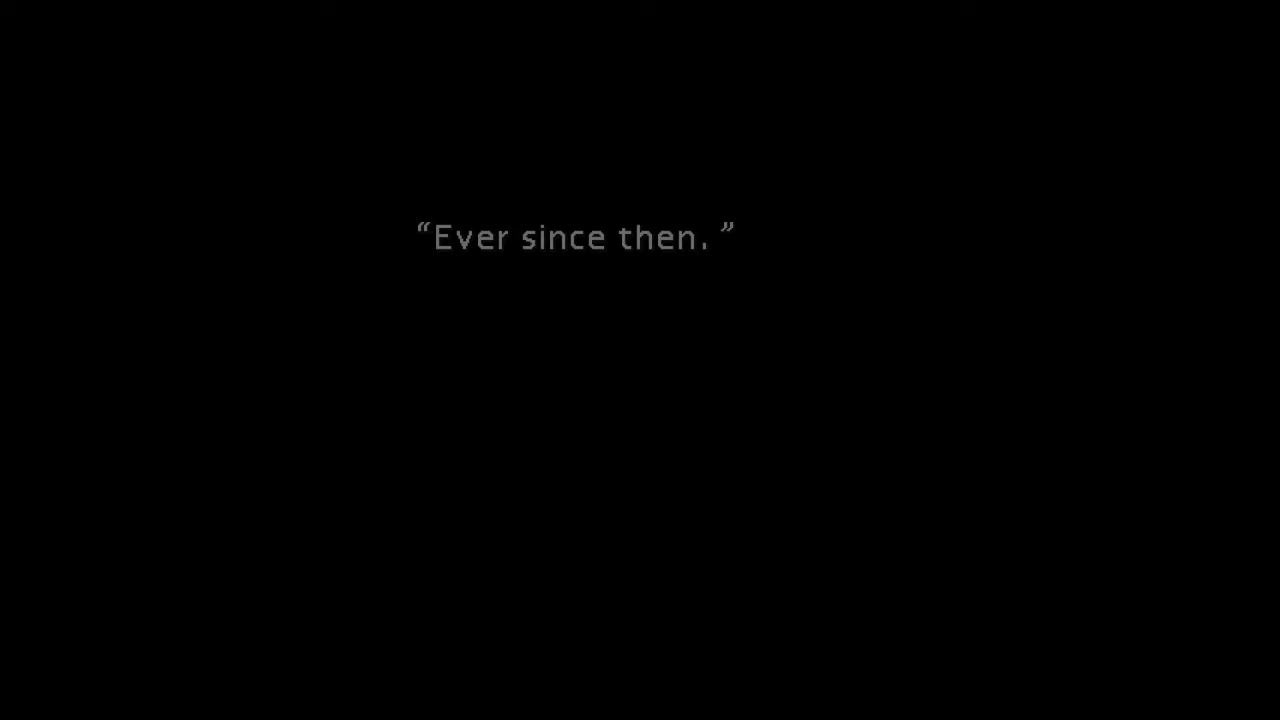 “Ever since then. ”